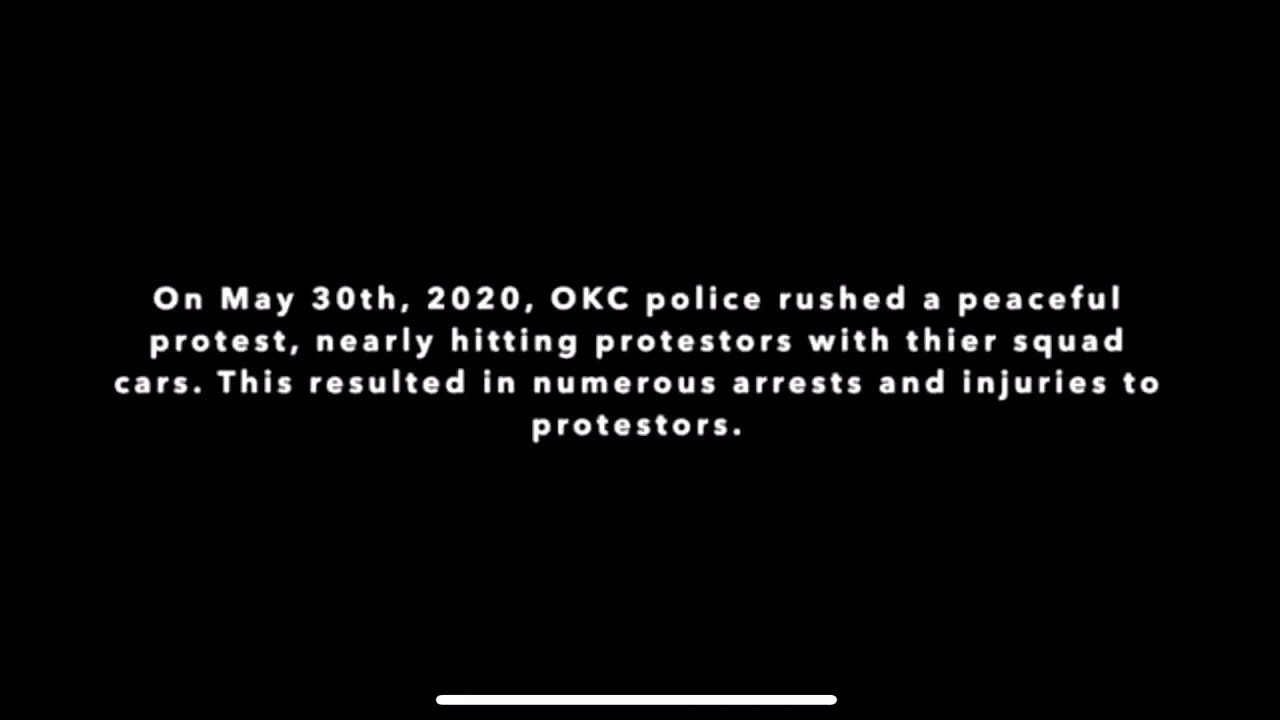 On May 30th, 2020, OKC police rushed a peaceful
protest, nearly hitting protestors with thier squad
cars. This resulted in numerous arrests and injuries to
protestors.